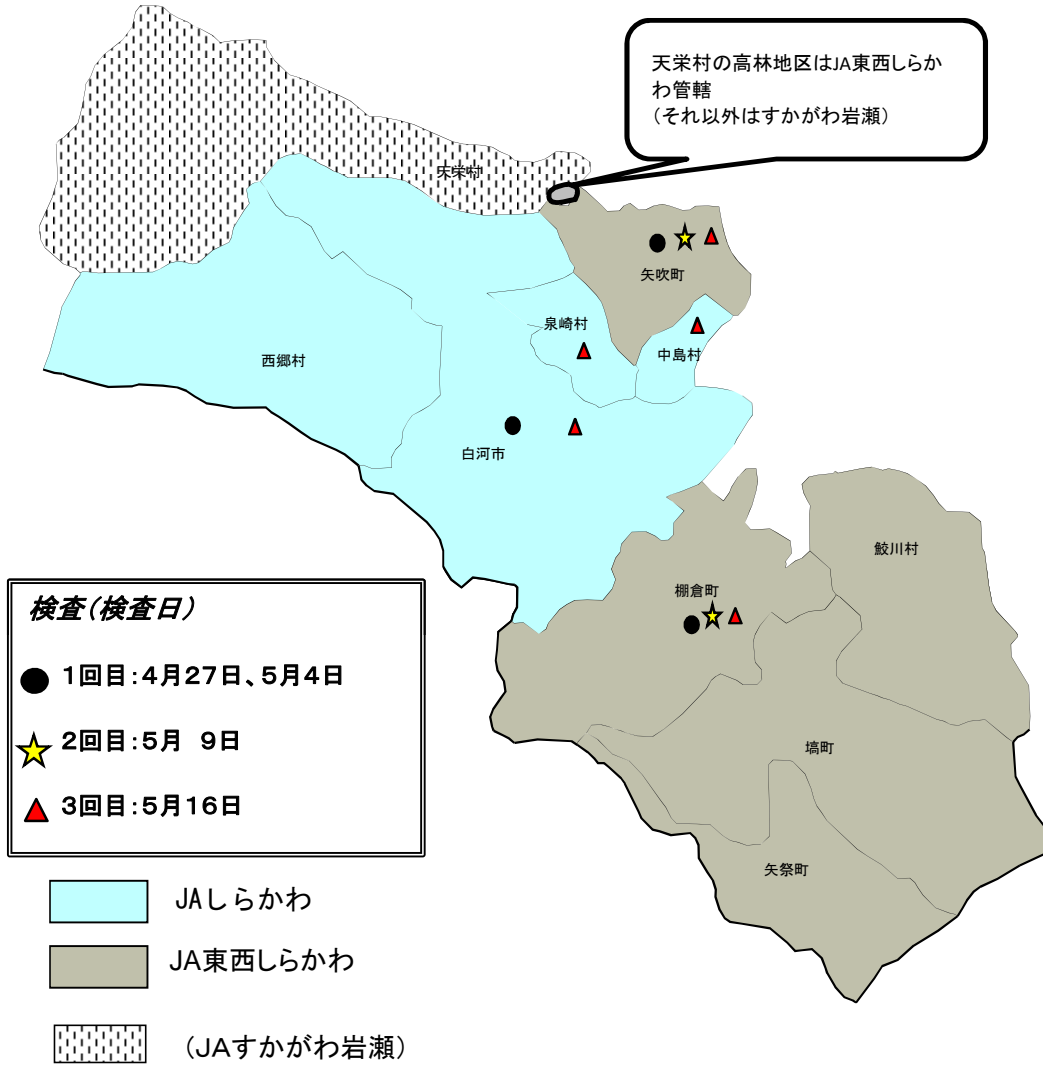 天栄村の高林地区はJA東西しらか
わ管轄
(それ以外はすかがわ岩瀬)
天栄村
矢吹町
泉崎村
中島村
西郷村
白河市
鮫川村
棚倉町
塙町
矢祭町
検査(検査日)
1回目:4月27日、5月4日
2回目:5月 9日
3回目:5月16日
JAしらかわ
JA東西しらかわ
(JAすかがわ岩瀬)